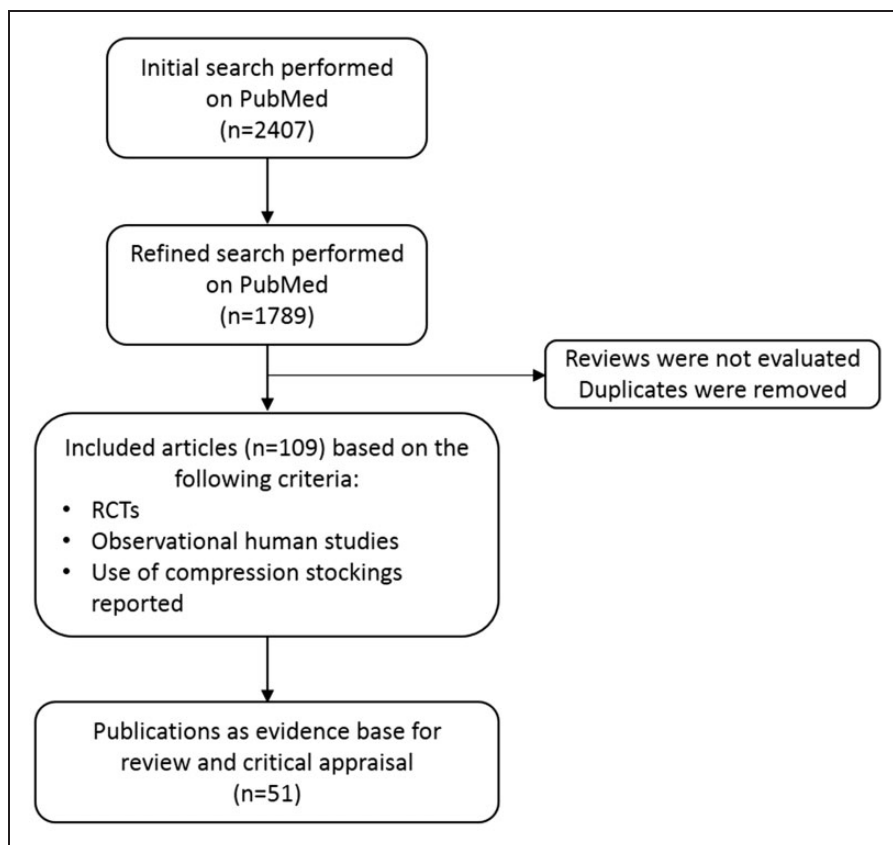 Initial search performed
on PubMed
(n=2407)
Refined search performed
on PubMed
(n=1789)
Reviews were not evaluated
Duplicates were removed
Included articles (n=109) based on the
following criteria:
• RCTs
• Observational human studies
• Use of compression stockings
reported
Publications as evidence base for
review and critical appraisal
(n=51)